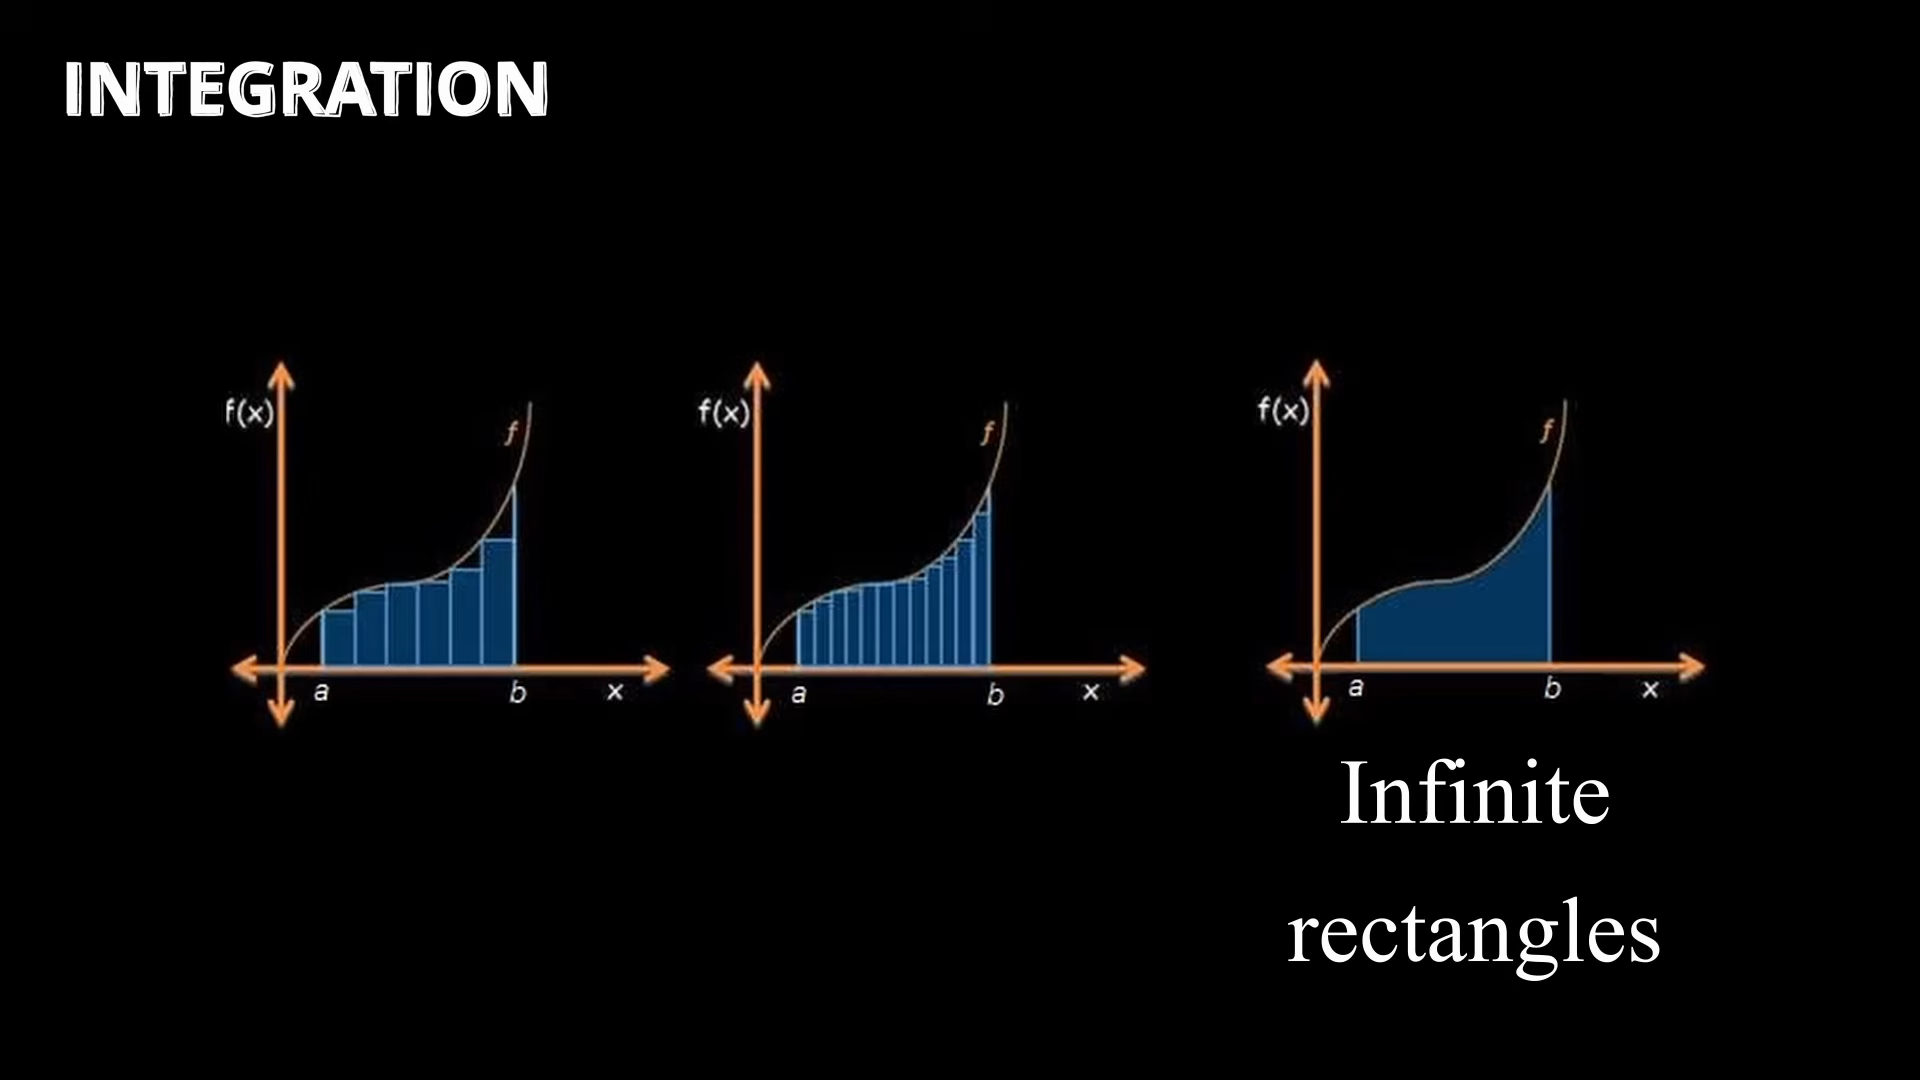 INTEGRATION
f(x)
f
a
b
x
f(x)
f
a
b
x
f(x)
f
a
b
x
Infinite
rectangles